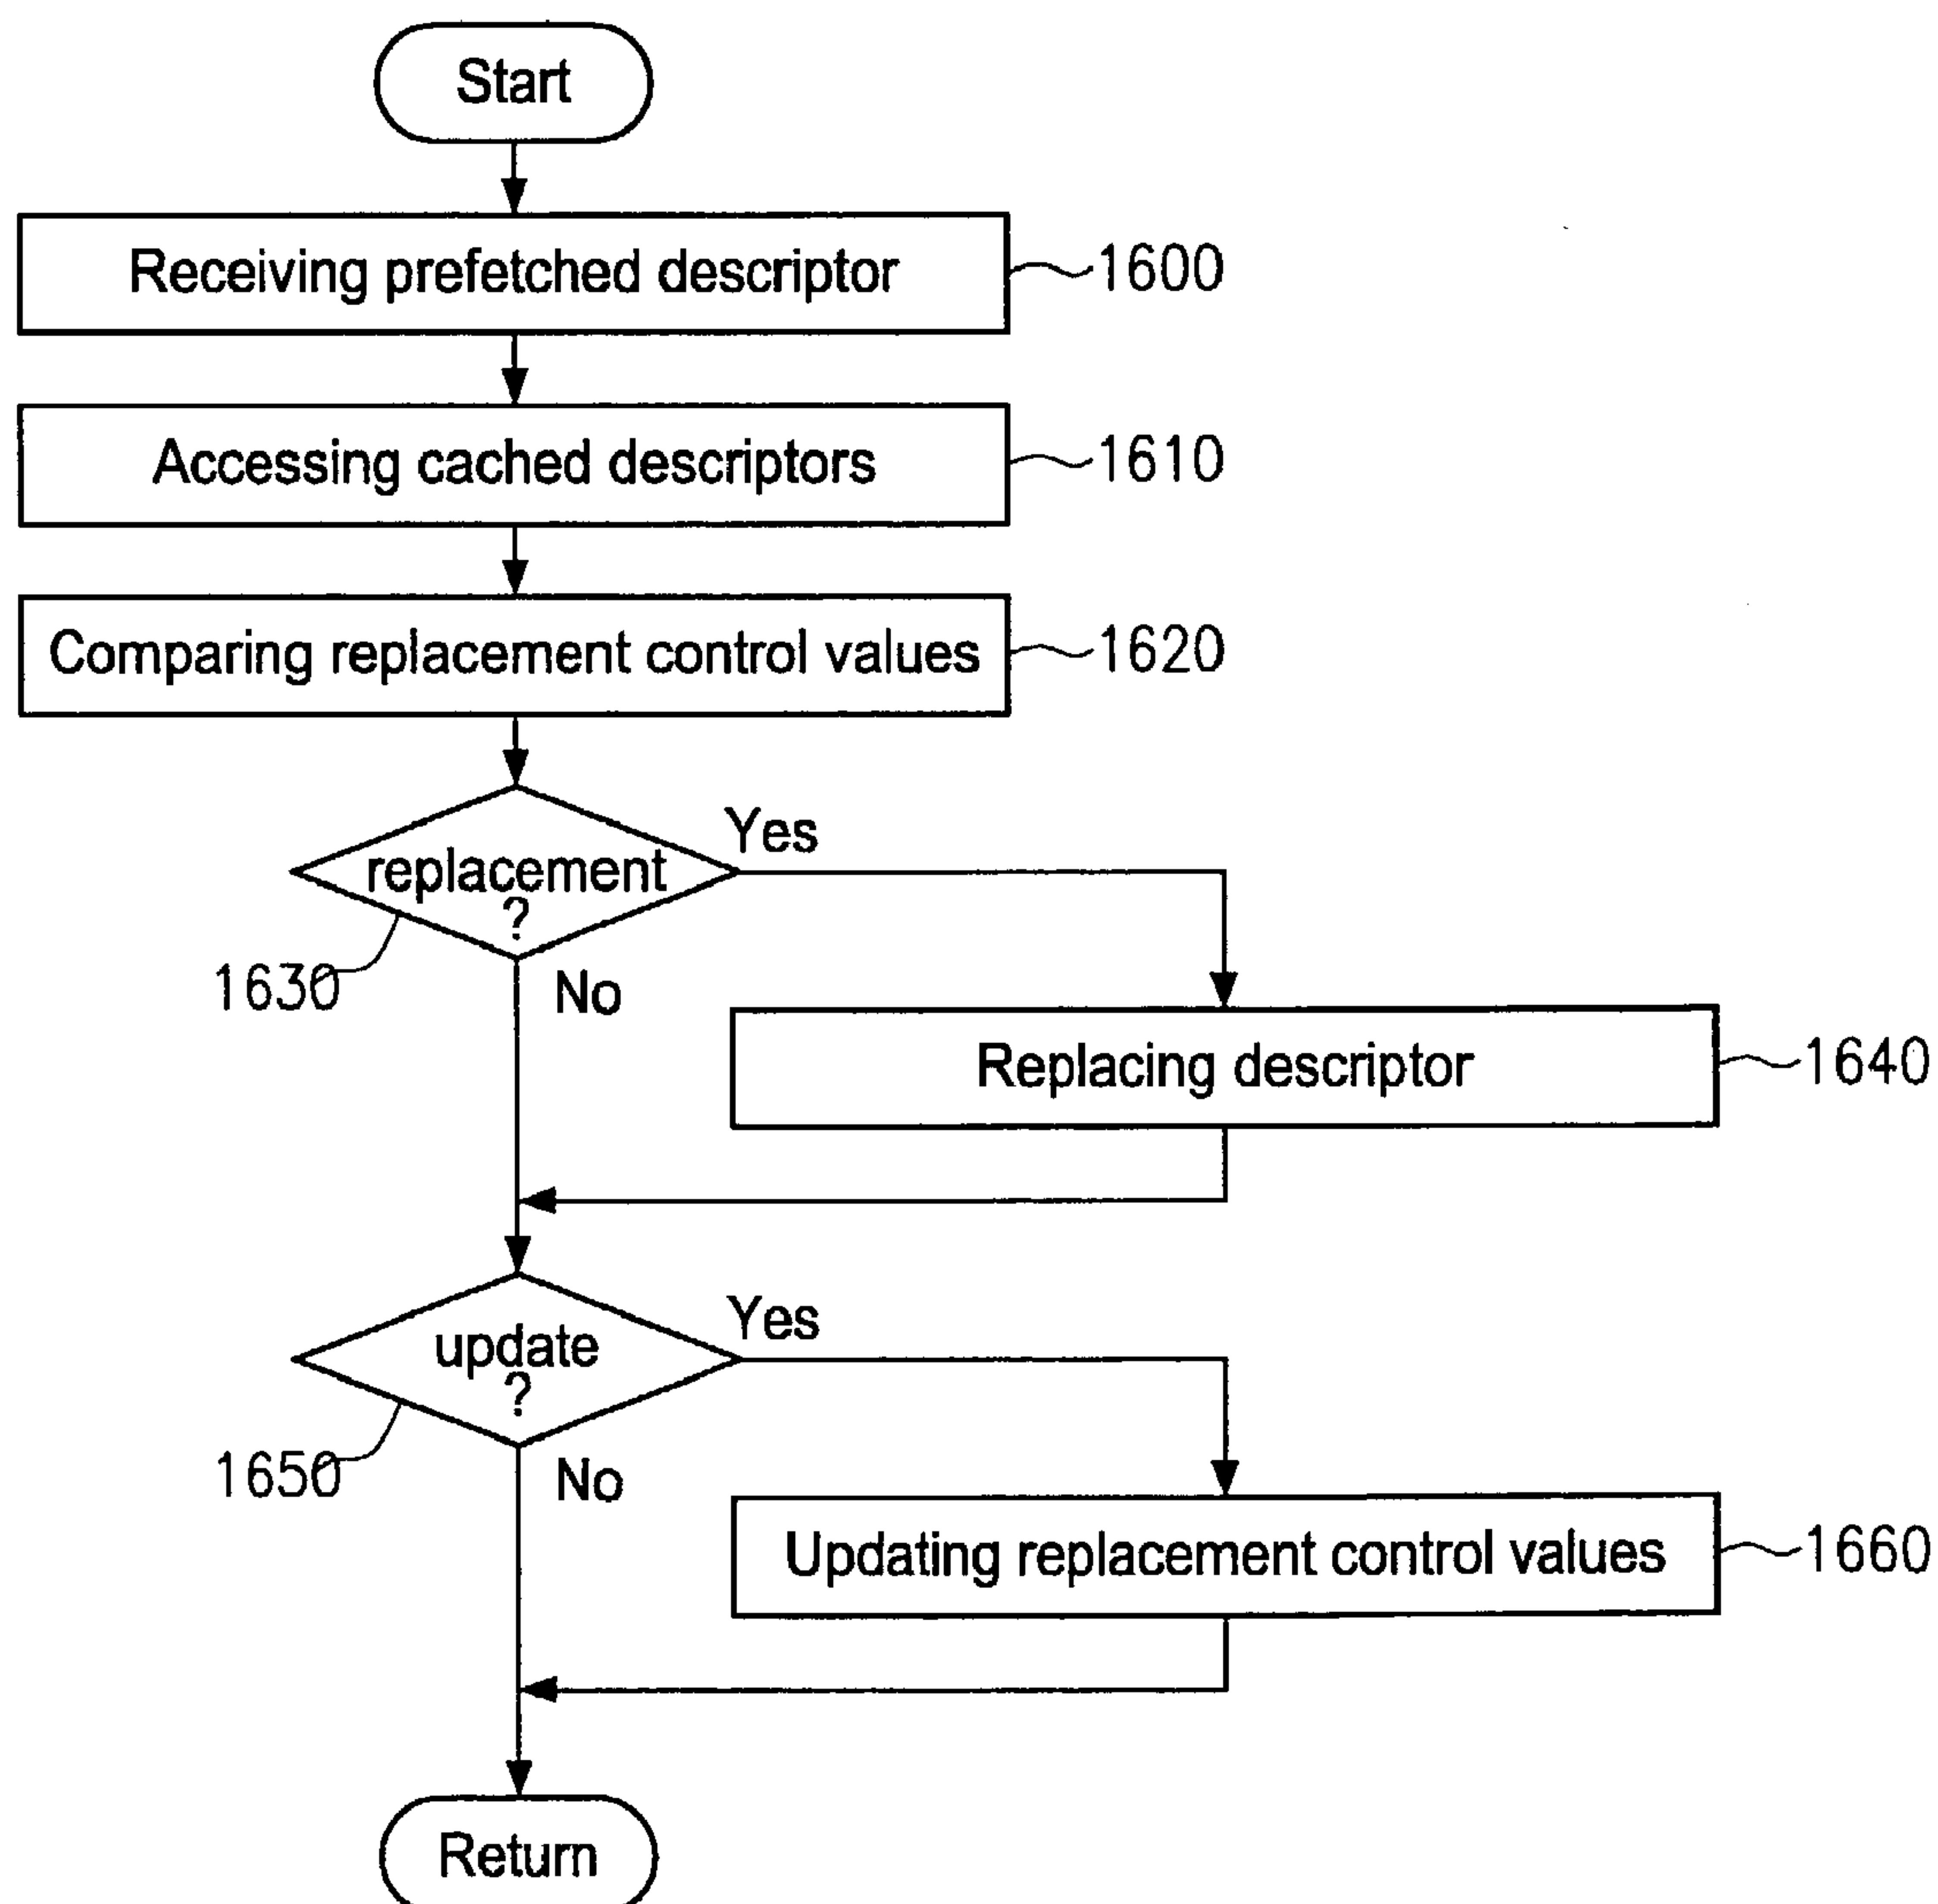 Start
Receiving prefetched descriptor
1600
Accessing cached descriptors
1610
Comparing replacement control values
1620
replacement
?
Yes
1630
No
Replacing descriptor
1640
update
?
Yes
1650
No
Updating replacement control values
1660
Return